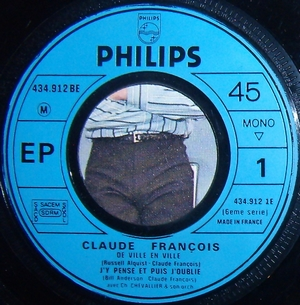 PHILIPS
434.912 BE
45
M
MONO
EP
1
SACEM
SDRM
434.912 1E
(6eme serie)
MADE IN FRANCE
CLAUDE FRANÇOIS
DE VILLE EN VILLE
(Russell Alquist - Claude François)
J'Y PENSE ET PUIS J'OUBLIE
(Bill Anderson - Claude François)
avec CH. CHEVALLIER & son orch